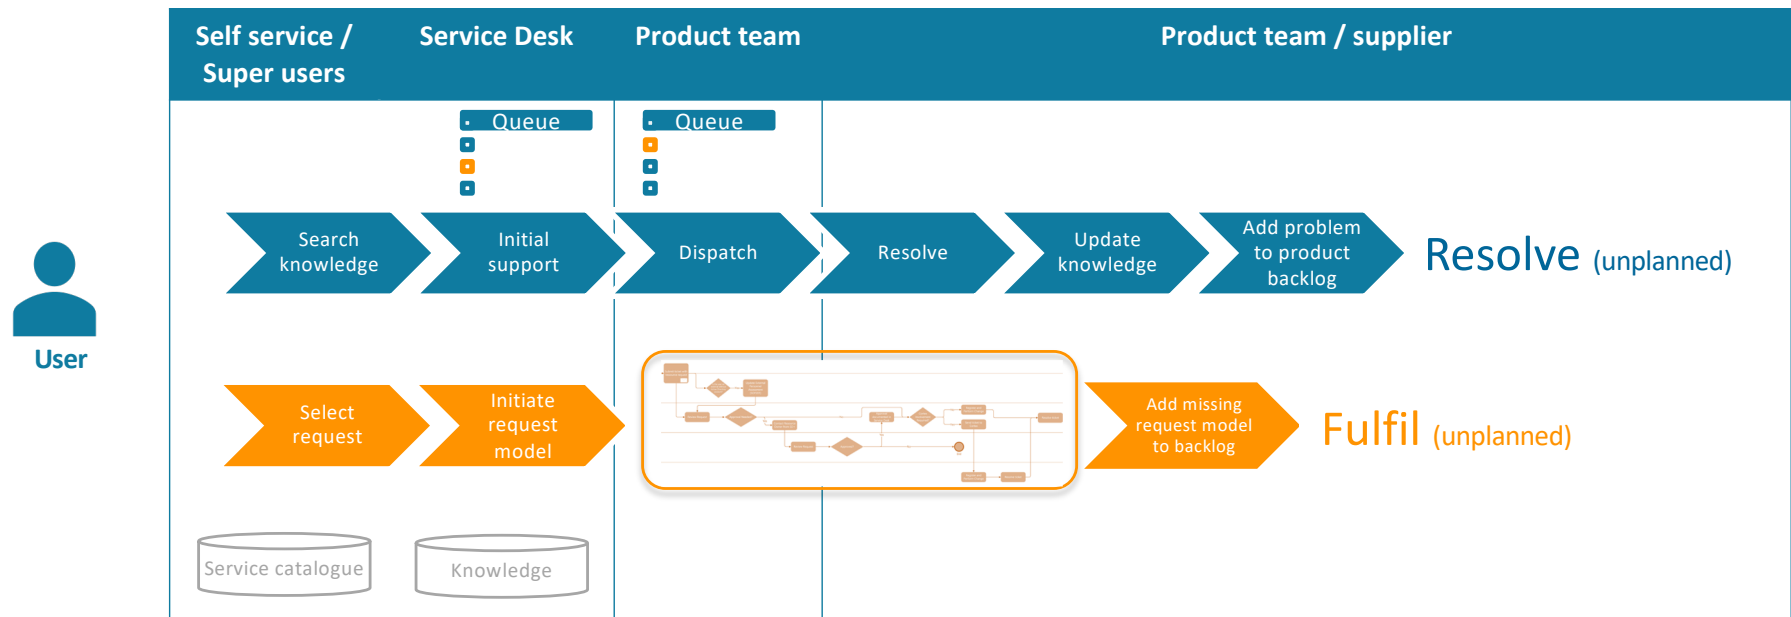 Self service /
Super users
Service Desk
Product team
Product team / supplier
Queue
Queue
Search
knowledge
Initial
support
Dispatch
Resolve
Update
knowledge
Add problem
to product
backlog
Resolve (unplanned)
User
Select
request
Initiate
request
model
Add missing
request model
to backlog
Fulfil (unplanned)
Service catalogue
Knowledge